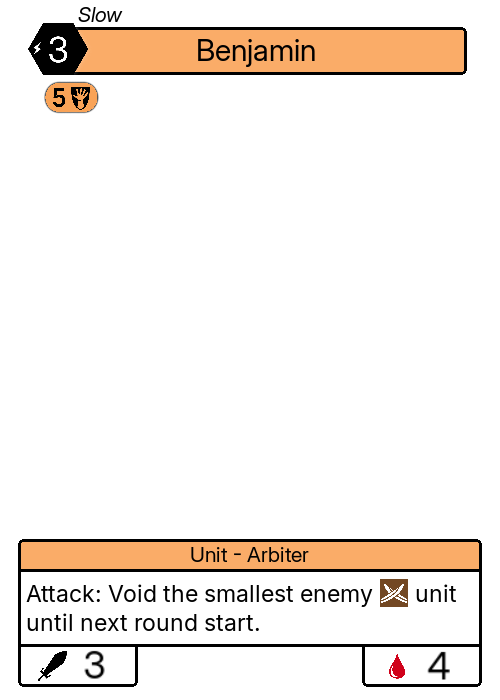 Slow
3
Benjamin
5
Unit - Arbiter
Attack: Void the smallest enemy unit
until next round start.
3
4